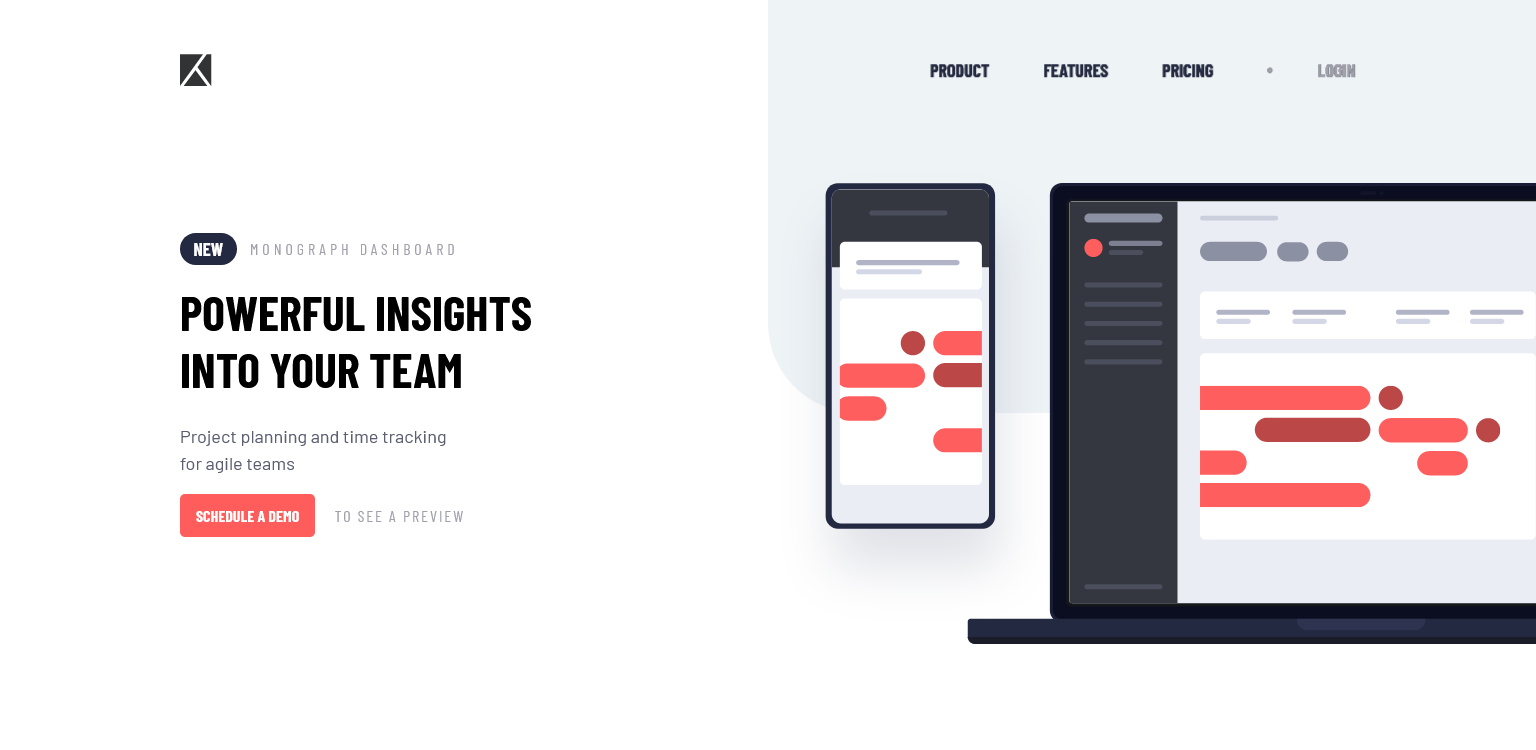 PRODUCT FEATURES PRICING LOGIN
NEW MONOGRAPH DASHBOARD
POWERFUL INSIGHTS
INTO YOUR TEAM
Project planning and time tracking
for agile teams
SCHEDULE A DEMO TO SEE A PREVIEW